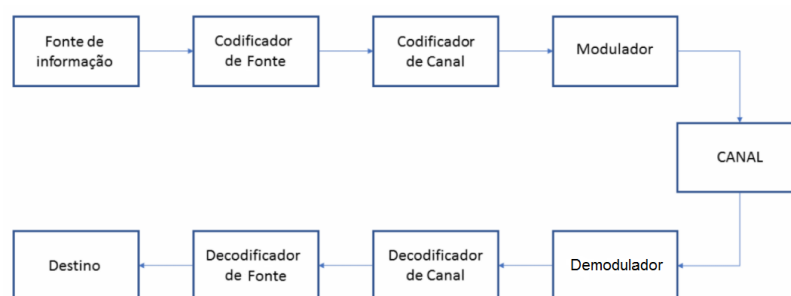 Fonte de
informação
Codificador
de Fonte
Codificador
de Canal
Modulador
CANAL
Destino
Decodificador
de Fonte
Decodificador
de Canal
Demodulador